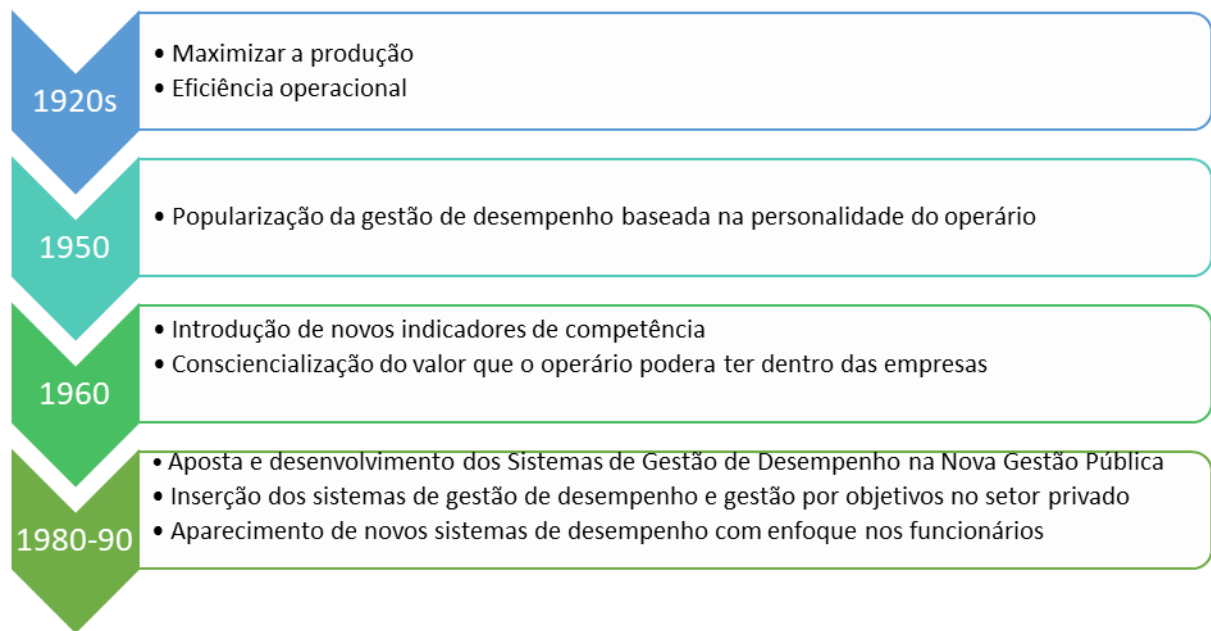 1920s
• Maximizar a produção
• Eficiência operacional
1950
• Popularização da gestão de desempenho baseada na personalidade do operário
1960
• Introdução de novos indicadores de competência
• Consciencialização do valor que o operário podera ter dentro das empresas
1980-90
• Aposta e desenvolvimento dos Sistemas de Gestão de Desempenho na Nova Gestão Pública
• Inserção dos sistemas de gestão de desempenho e gestão por objetivos no setor privado
• Aparecimento de novos sistemas de desempenho com enfoque nos funcionários